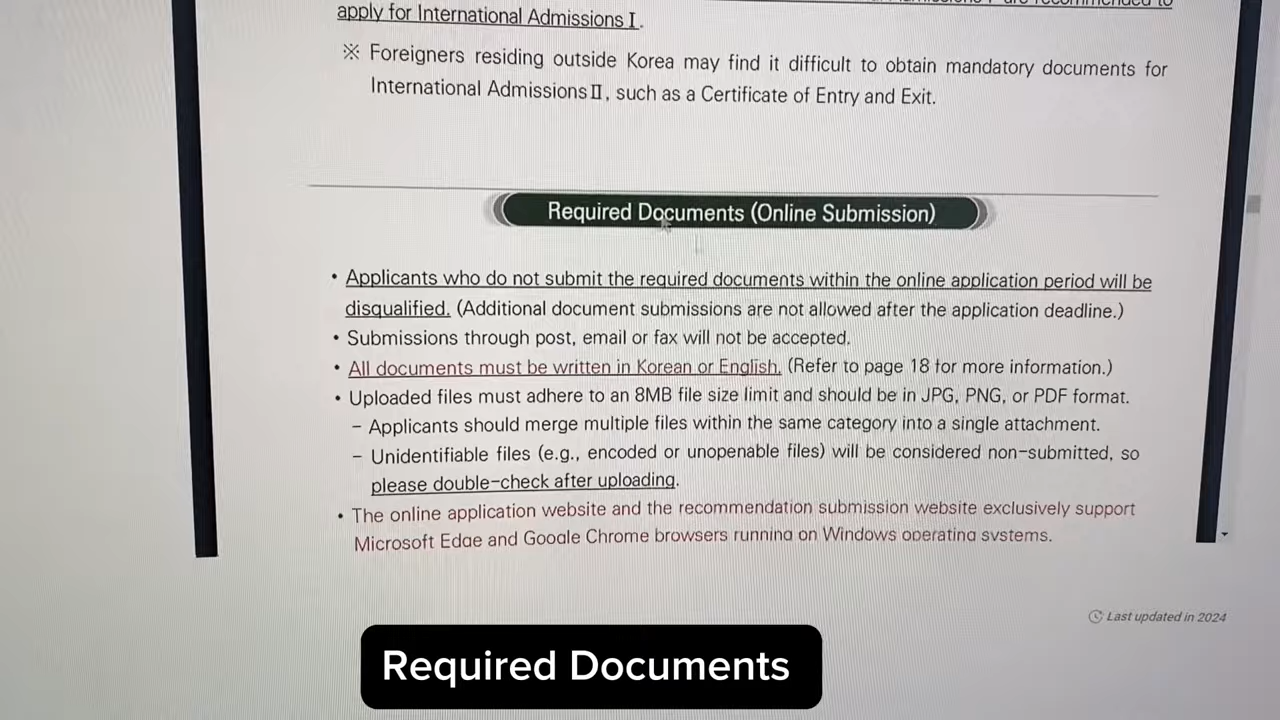 are recommended to
apply for International Admissions Ⅰ.
※ Foreigners residing outside Korea may find it difficult to obtain mandatory documents for
International Admissions Ⅱ, such as a Certificate of Entry and Exit.
Required Documents (Online Submission)
• Applicants who do not submit the required documents within the online application period will be
disqualified. (Additional document submissions are not allowed after the application deadline.)
• Submissions through post, email or fax will not be accepted.
• All documents must be written in Korean or English. (Refer to page 18 for more information.)
• Uploaded files must adhere to an 8MB file size limit and should be in JPG, PNG, or PDF format.
– Applicants should merge multiple files within the same category into a single attachment.
– Unidentifiable files (e.g., encoded or unopenable files) will be considered non-submitted, so
please double-check after uploading.
• The online application website and the recommendation submission website exclusively support
Microsoft Edge and Google Chrome browsers running on Windows operating systems.
Last updated in 2024
Required Documents